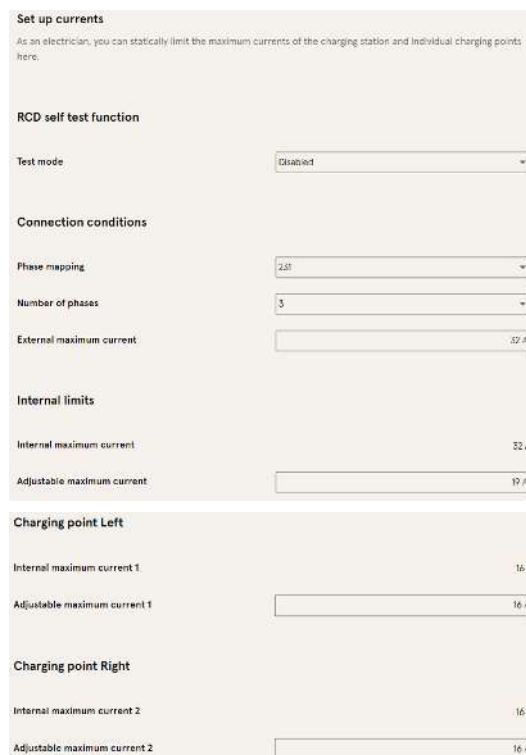 Set up currents
As an electrician, you can statically limit the maximum currents of the charging station and individual charging points
here.
RCD self test function
Test mode
Disabled
Connection conditions
Phase mapping
231
Number of phases
3
External maximum current
32 A
Internal limits
Internal maximum current
32 A
Adjustable maximum current
19 A
Charging point Left
Internal maximum current 1
16
Adjustable maximum current 1
16 A
Charging point Right
Internal maximum current 2
16
Adjustable maximum current 2
16 A